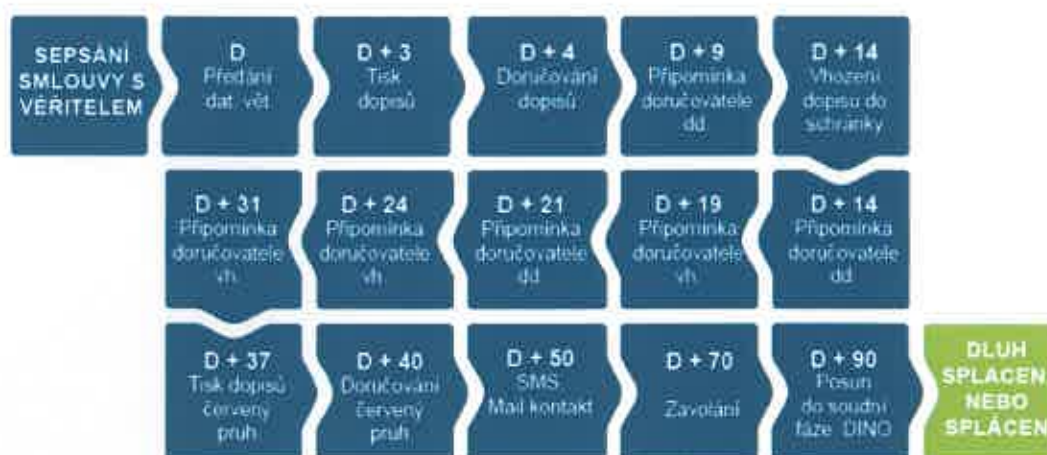 SEPSÁNÍ
SMLOUVY S
VĚŘITELEM
D
Předání
dat. vět.
D + 3
Tisk
dopisů
D + 4
Doručování
dopisů
D + 9
Připomínka
doručovatele
dd.
D + 14
Vhození
dopisu do
schránky
D + 14
Připomínka
doručovatele
dd.
D + 19
Připomínka
doručovatele
vh.
D + 21
Připomínka
doručovatele
dd.
D + 24
Připomínka
doručovatele
vh.
D + 31
Připomínka
doručovatele
vh.
D + 37
Tisk dopisů
červený
pruh.
D + 40
Doručování
červený
pruh.
D + 50
SMS.
Mail kontakt
D + 70
Zavolání
D + 90
Posun
do soudní
fáze. DINO
DLUH
SPLACEN
NEBO
SPLÁCEN